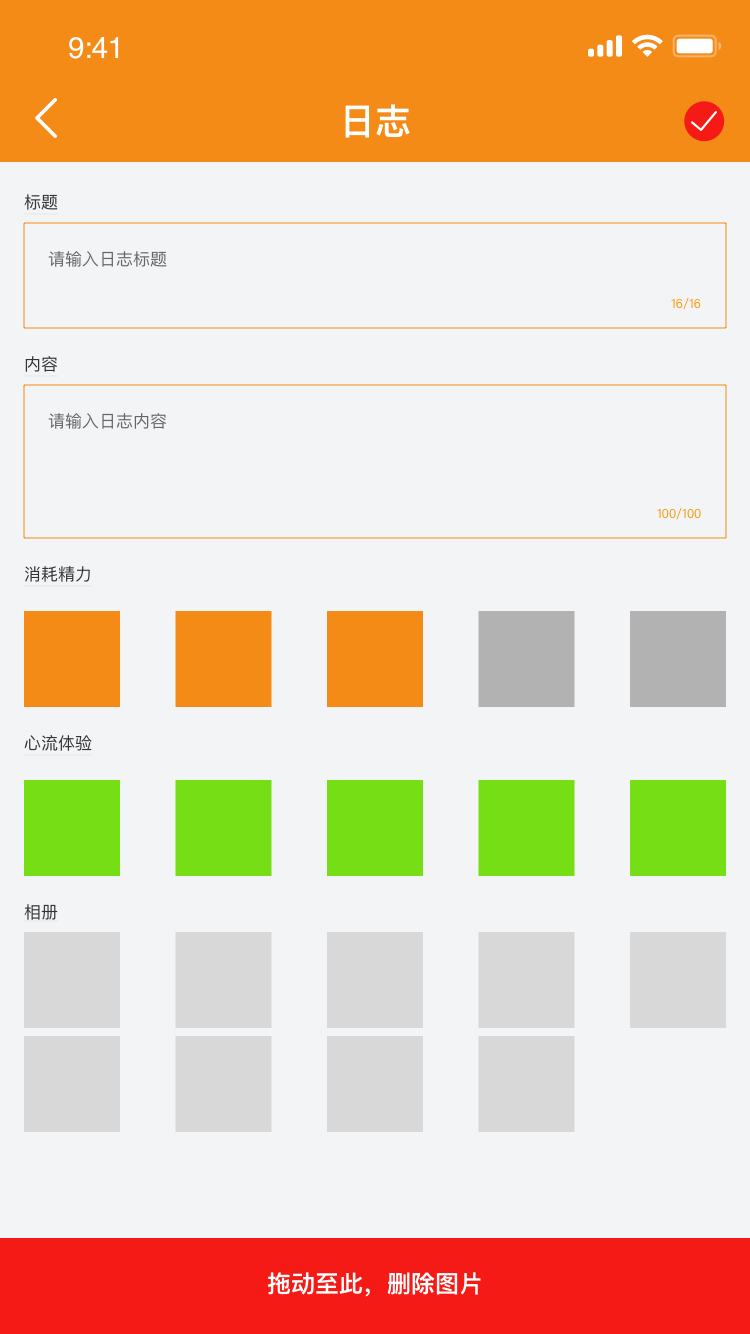 9:41
日志
标题
请输入日志标题
16/16
内容
请输入日志内容
100/100
消耗精力
心流体验
相册
拖动至此，删除图片